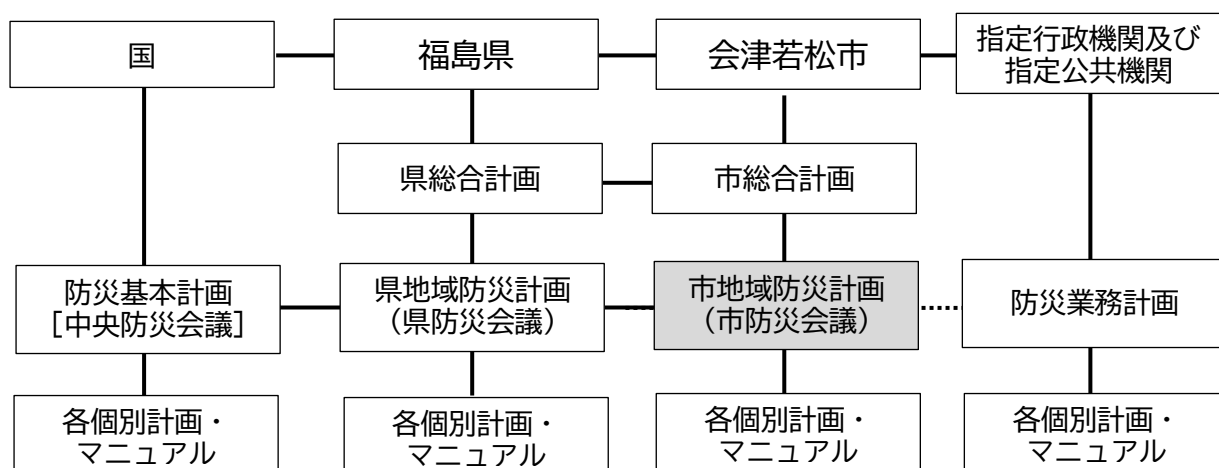 国
福島県
会津若松市
指定行政機関及び
指定公共機関
県総合計画
市総合計画
防災基本計画
［中央防災会議］
県地域防災計画
（県防災会議）
市地域防災計画
（市防災会議）
防災業務計画
各個別計画・
マニュアル
各個別計画・
マニュアル
各個別計画・
マニュアル
各個別計画・
マニュアル